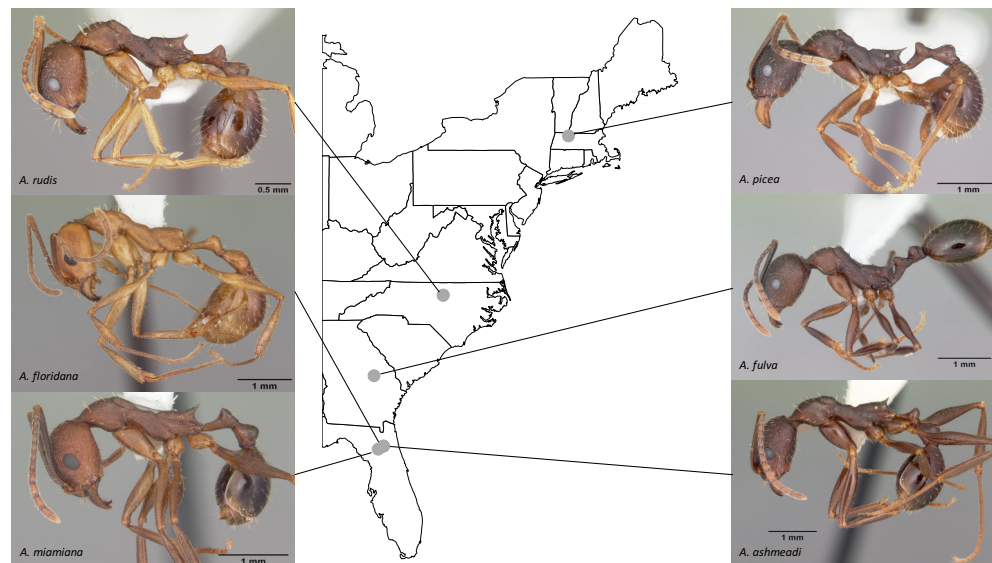 A. rudis
0.5 mm
A. floridana
1 mm
A. miamiana
1 mm
A. picea
1 mm
A. fulva
1 mm
A. ashmeadi
1 mm